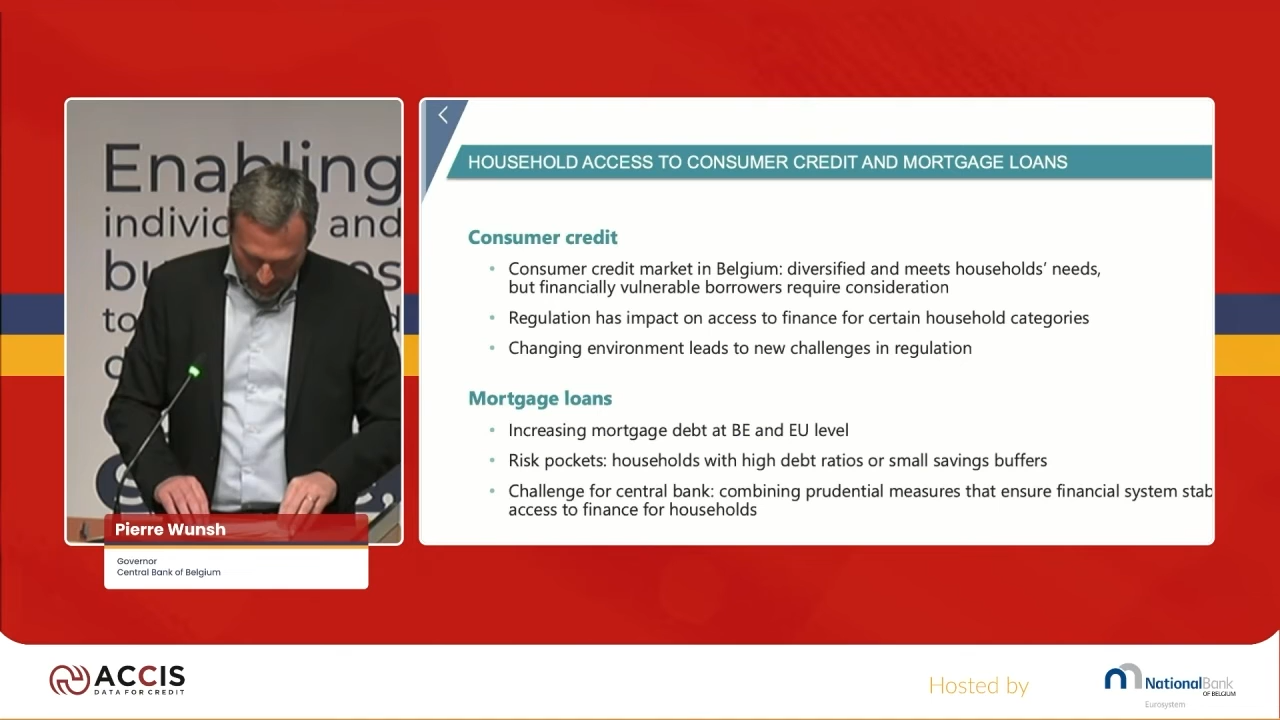 Enabling
and
to
HOUSEHOLD ACCESS TO CONSUMER CREDIT AND MORTGAGE LOANS
Consumer credit
• Consumer credit market in Belgium: diversified and meets households’ needs,
but financially vulnerable borrowers require consideration
• Regulation has impact on access to finance for certain household categories
• Changing environment leads to new challenges in regulation
Mortgage loans
• Increasing mortgage debt at BE and EU level
• Risk pockets: households with high debt ratios or small savings buffers
• Challenge for central bank: combining prudential measures that ensure financial system stab
access to finance for households
Pierre Wunsh
Governor
Central Bank of Belgium
ACCIS
DATA FOR CREDIT
Hosted by
NationalBank
OF BELGIUM
Eurosystem